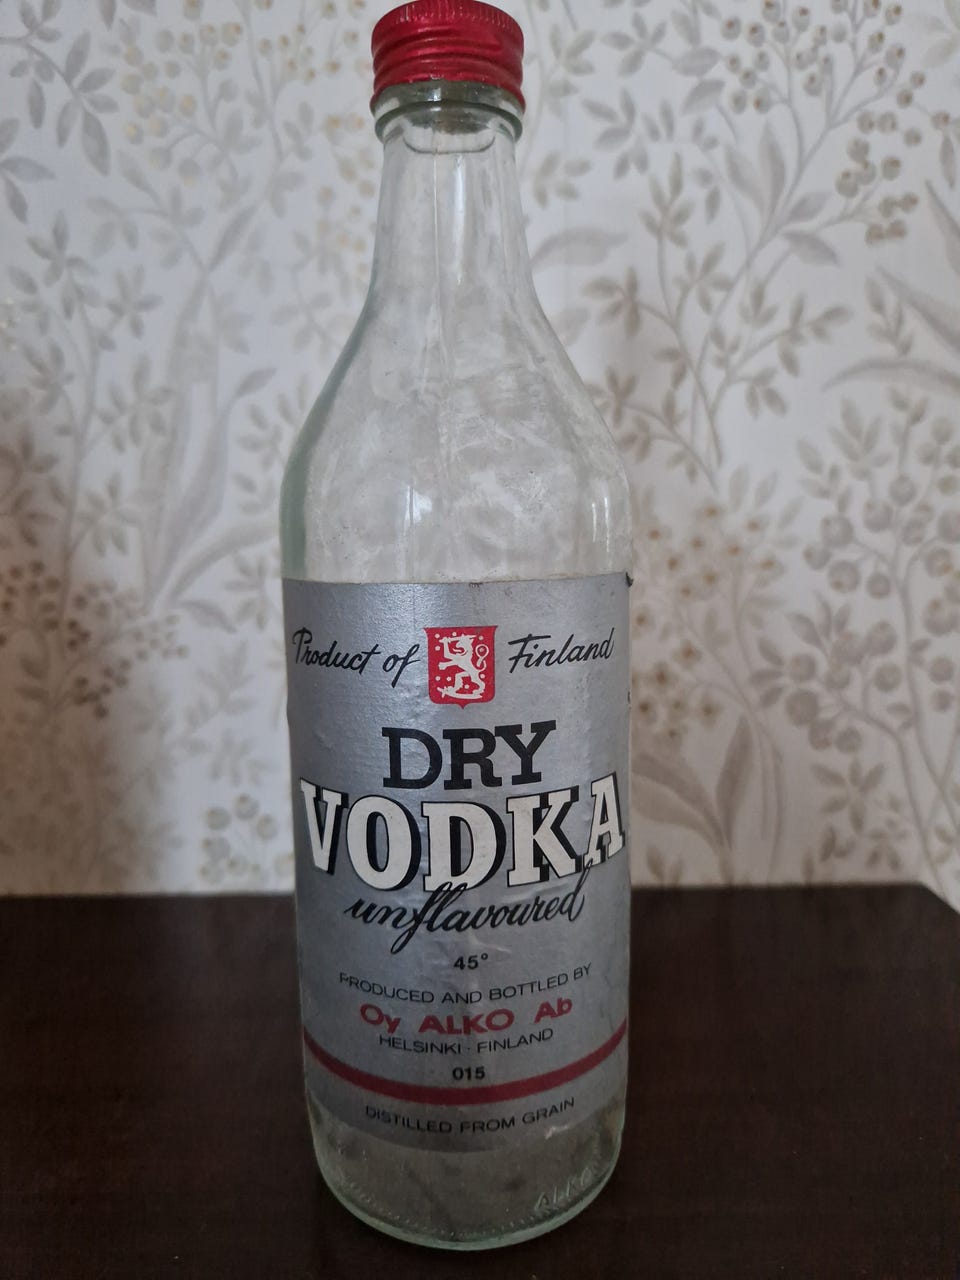 Product of Finland
DRY
VODKA
unflavoured
45°
PRODUCED AND BOTTLED BY
Oy ALKO Ab
HELSINKI · FINLAND
015
DISTILLED FROM GRAIN